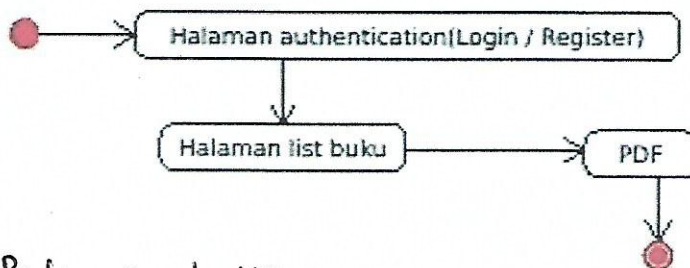 Halaman authentication(Login / Register)
Halaman list buku
PDF